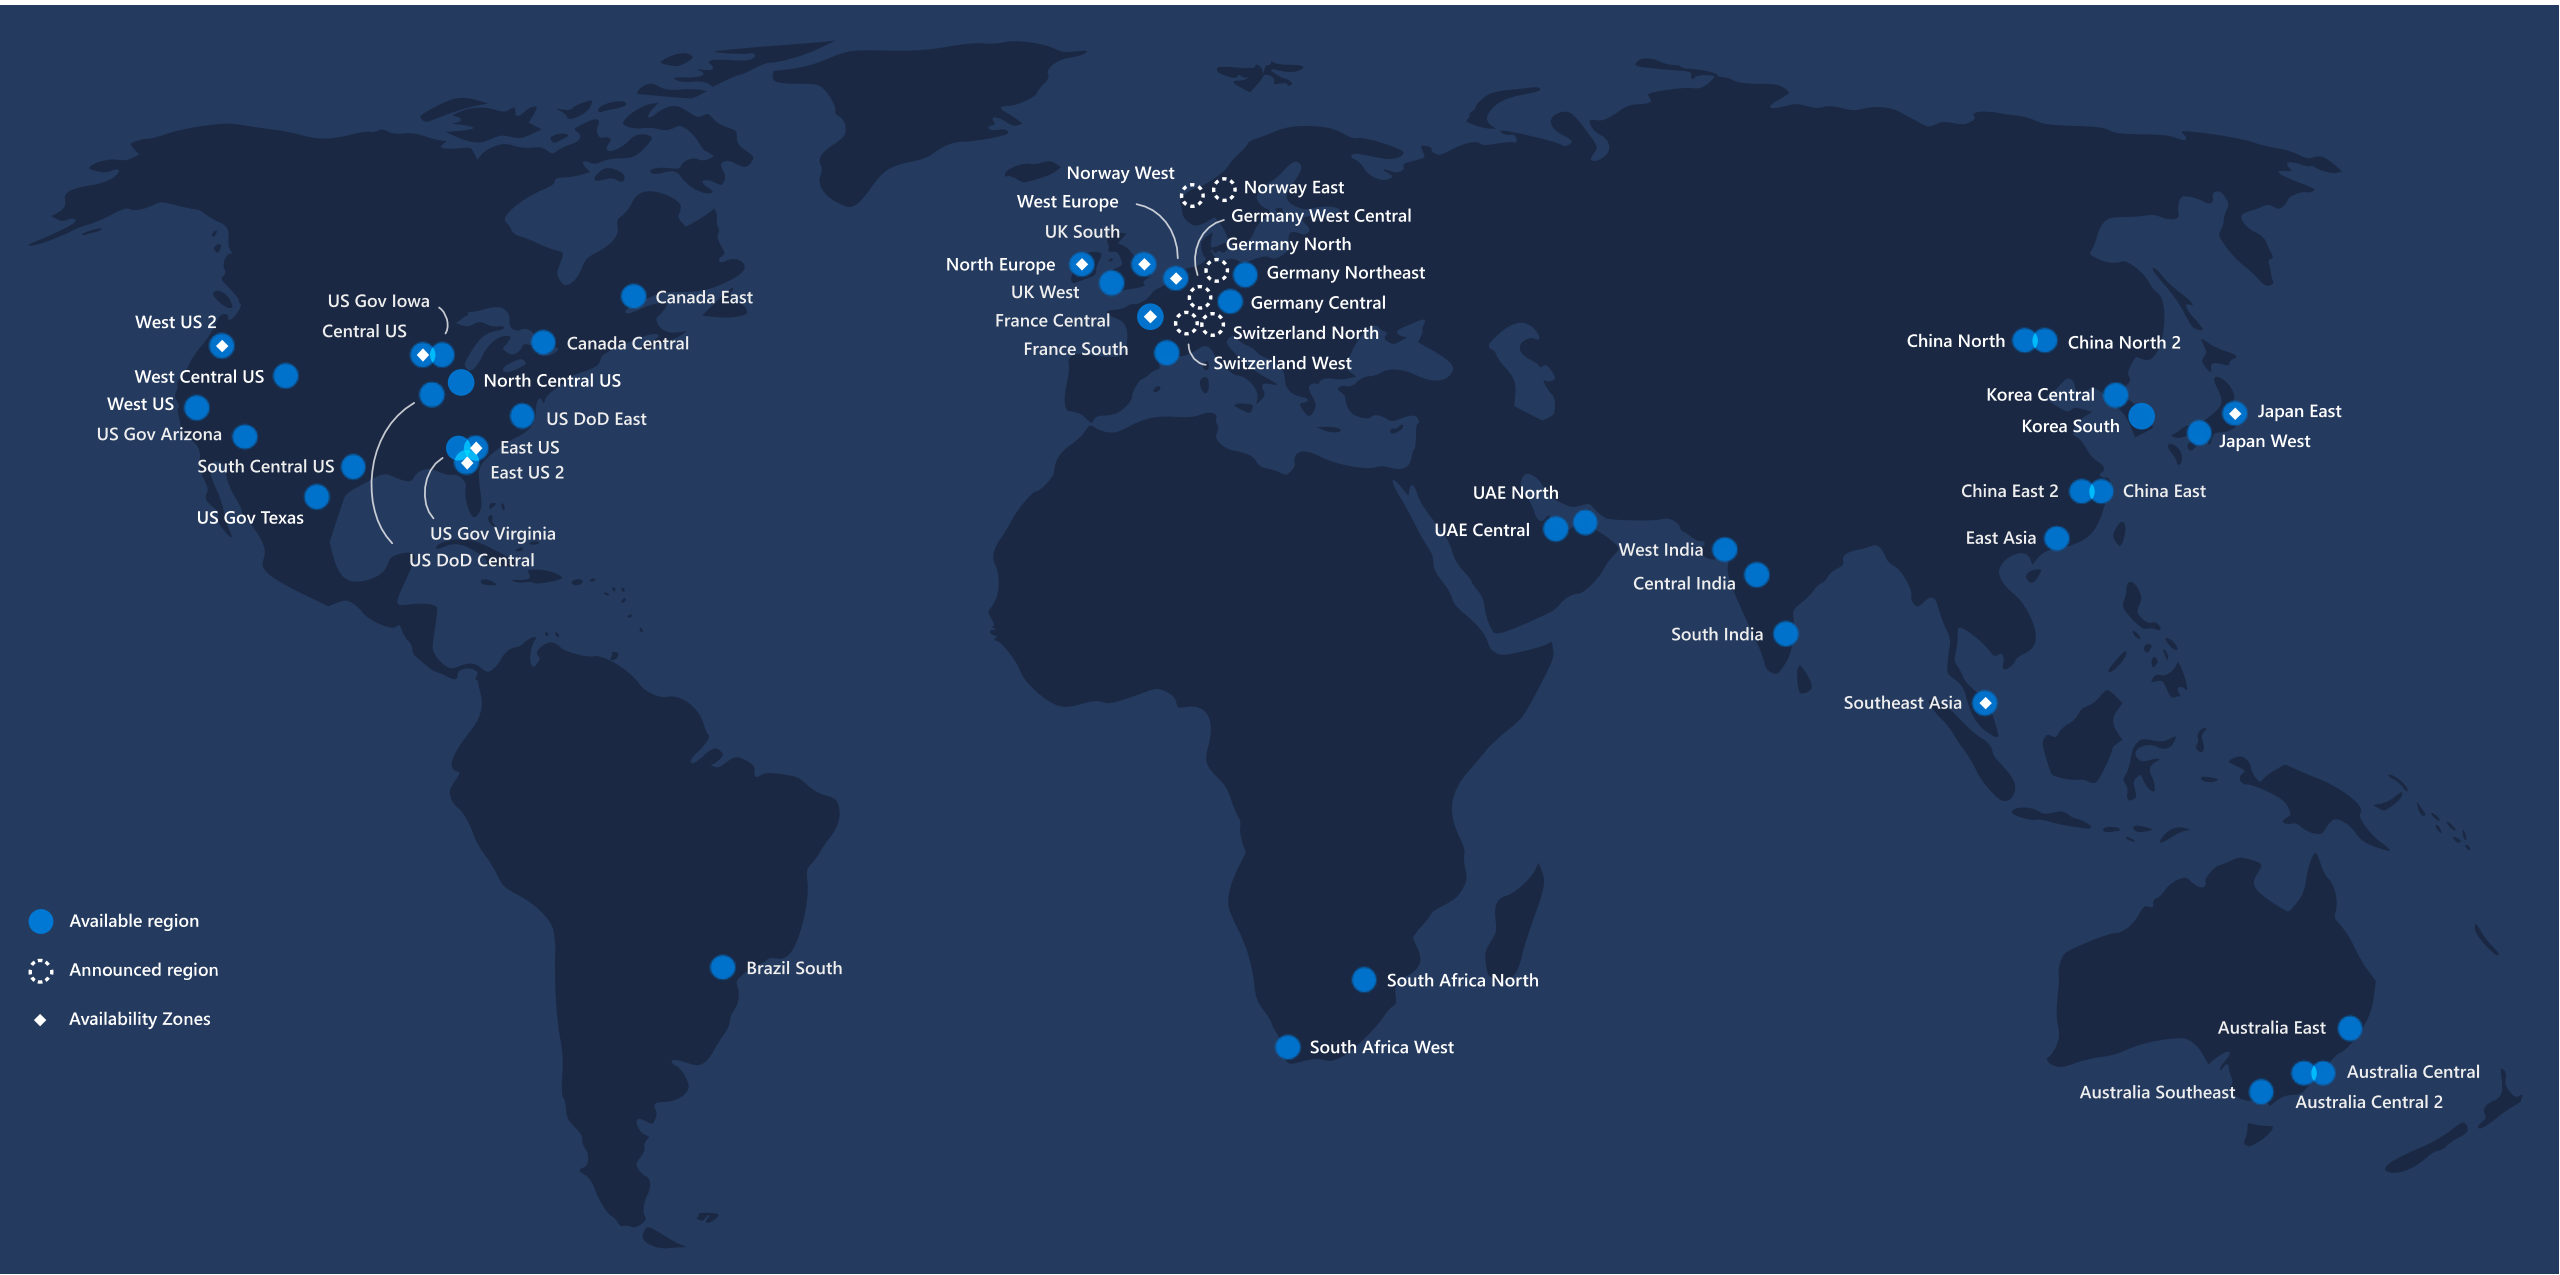 Norway West
Norway East
West Europe
Germany West Central
UK South
Germany North
North Europe
Germany Northeast
UK West
Germany Central
France Central
Switzerland North
France South
Switzerland West
US Gov Iowa
Canada East
West US 2
Central US
Canada Central
West Central US
North Central US
West US
US DoD East
US Gov Arizona
East US
South Central US
East US 2
US Gov Texas
US Gov Virginia
US DoD Central
China North
China North 2
Korea Central
Japan East
Korea South
Japan West
UAE North
China East 2
China East
UAE Central
East Asia
West India
Central India
South India
Southeast Asia
Available region
Announced region
Availability Zones
Brazil South
South Africa North
South Africa West
Australia East
Australia Central
Australia Southeast
Australia Central 2